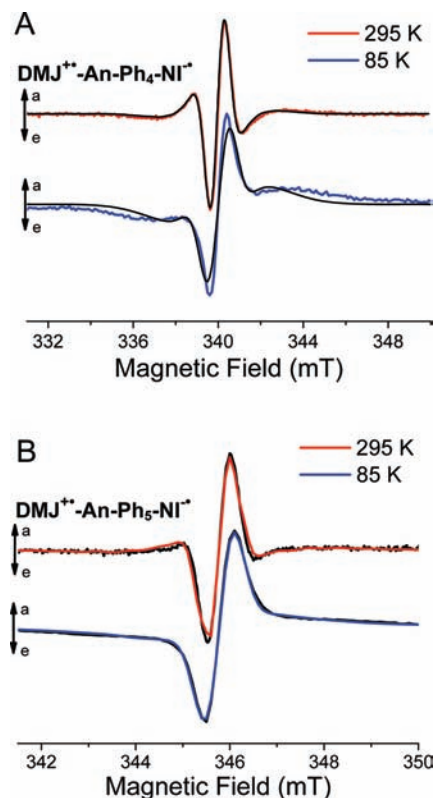 A
295 K
85 K
DMJ⁺•-An-Ph₄-NI⁻•
a
e
a
e
332 336 340 344 348
Magnetic Field (mT)
B
295 K
85 K
DMJ⁺•-An-Ph₅-NI⁻•
a
e
a
e
342 344 346 348 350
Magnetic Field (mT)